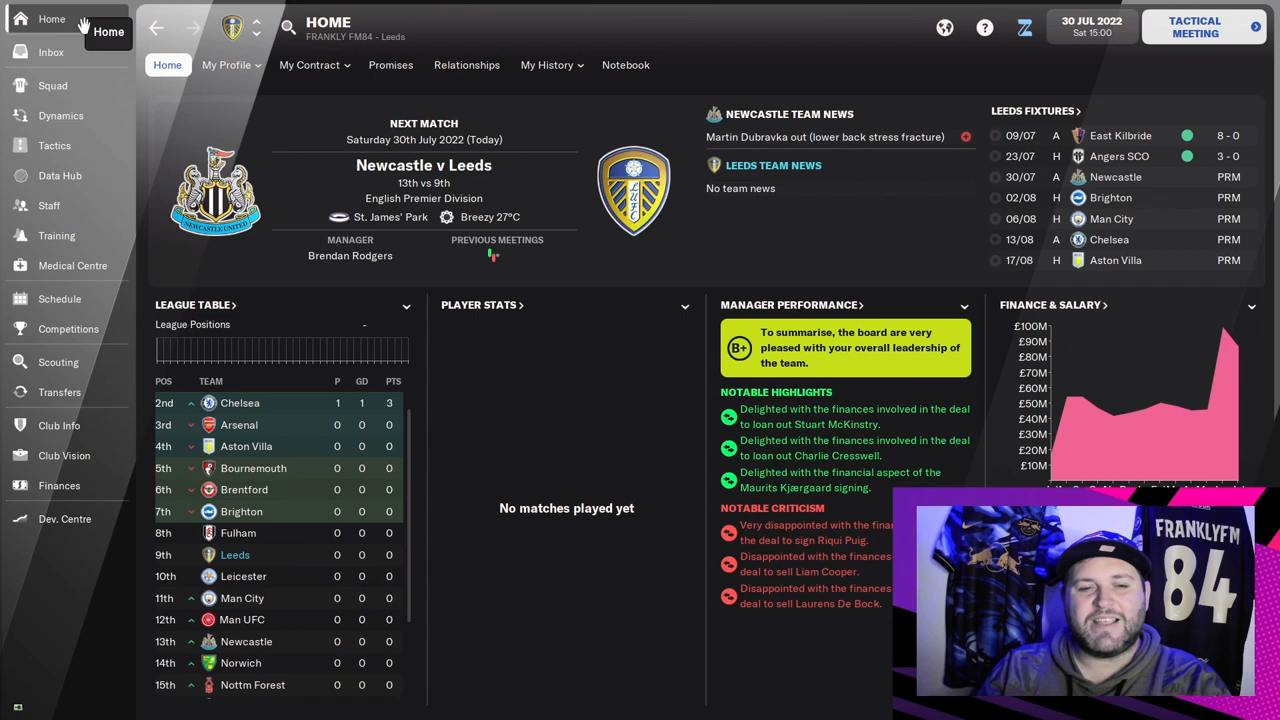 Home
Home
Inbox
Squad
Dynamics
Tactics
Data Hub
Staff
Training
Medical Centre
Schedule
Competitions
Scouting
Transfers
Club Info
Club Vision
Finances
Dev. Centre
HOME
FRANKLY FM84 - Leeds
30 JUL 2022
Sat 15:00
TACTICAL
MEETING
Home
My Profile
My Contract
Promises
Relationships
My History
Notebook
NEXT MATCH
Saturday 30th July 2022 (Today)
Newcastle v Leeds
13th vs 9th
English Premier Division
St. James' Park
Breezy 27°C
MANAGER
Brendan Rodgers
PREVIOUS MEETINGS
NEWCASTLE UNITED
LUFC
NEWCASTLE TEAM NEWS
Martin Dubravka out (lower back stress fracture)
LEEDS TEAM NEWS
No team news
LEEDS FIXTURES
09/07 A East Kilbride 8 - 0
23/07 H Angers SCO 3 - 0
30/07 A Newcastle PRM
02/08 H Brighton PRM
06/08 H Man City PRM
13/08 A Chelsea PRM
17/08 H Aston Villa PRM
LEAGUE TABLE
League Positions -
POS TEAM P GD PTS
2nd Chelsea 1 1 3
3rd Arsenal 0 0 0
4th Aston Villa 0 0 0
5th Bournemouth 0 0 0
6th Brentford 0 0 0
7th Brighton 0 0 0
8th Fulham 0 0 0
9th Leeds 0 0 0
10th Leicester 0 0 0
11th Man City 0 0 0
12th Man UFC 0 0 0
13th Newcastle 0 0 0
14th Norwich 0 0 0
15th Nottm Forest 0 0 0
PLAYER STATS
No matches played yet
MANAGER PERFORMANCE
B+
To summarise, the board are very
pleased with your overall leadership of
the team.
NOTABLE HIGHLIGHTS
Delighted with the finances involved in the deal
to loan out Stuart McKinstry.
Delighted with the finances involved in the deal
to loan out Charlie Cresswell.
Delighted with the financial aspect of the
Maurits Kjærgaard signing.
NOTABLE CRITICISM
Very disappointed with the finan
the deal to sign Riqui Puig.
Disappointed with the finances
deal to sell Liam Cooper.
Disappointed with the finances
deal to sell Laurens De Bock.
FINANCE & SALARY
£100M
£90M
£80M
£70M
£60M
£50M
£40M
£30M
£20M
£10M
FRANKLYFM
84